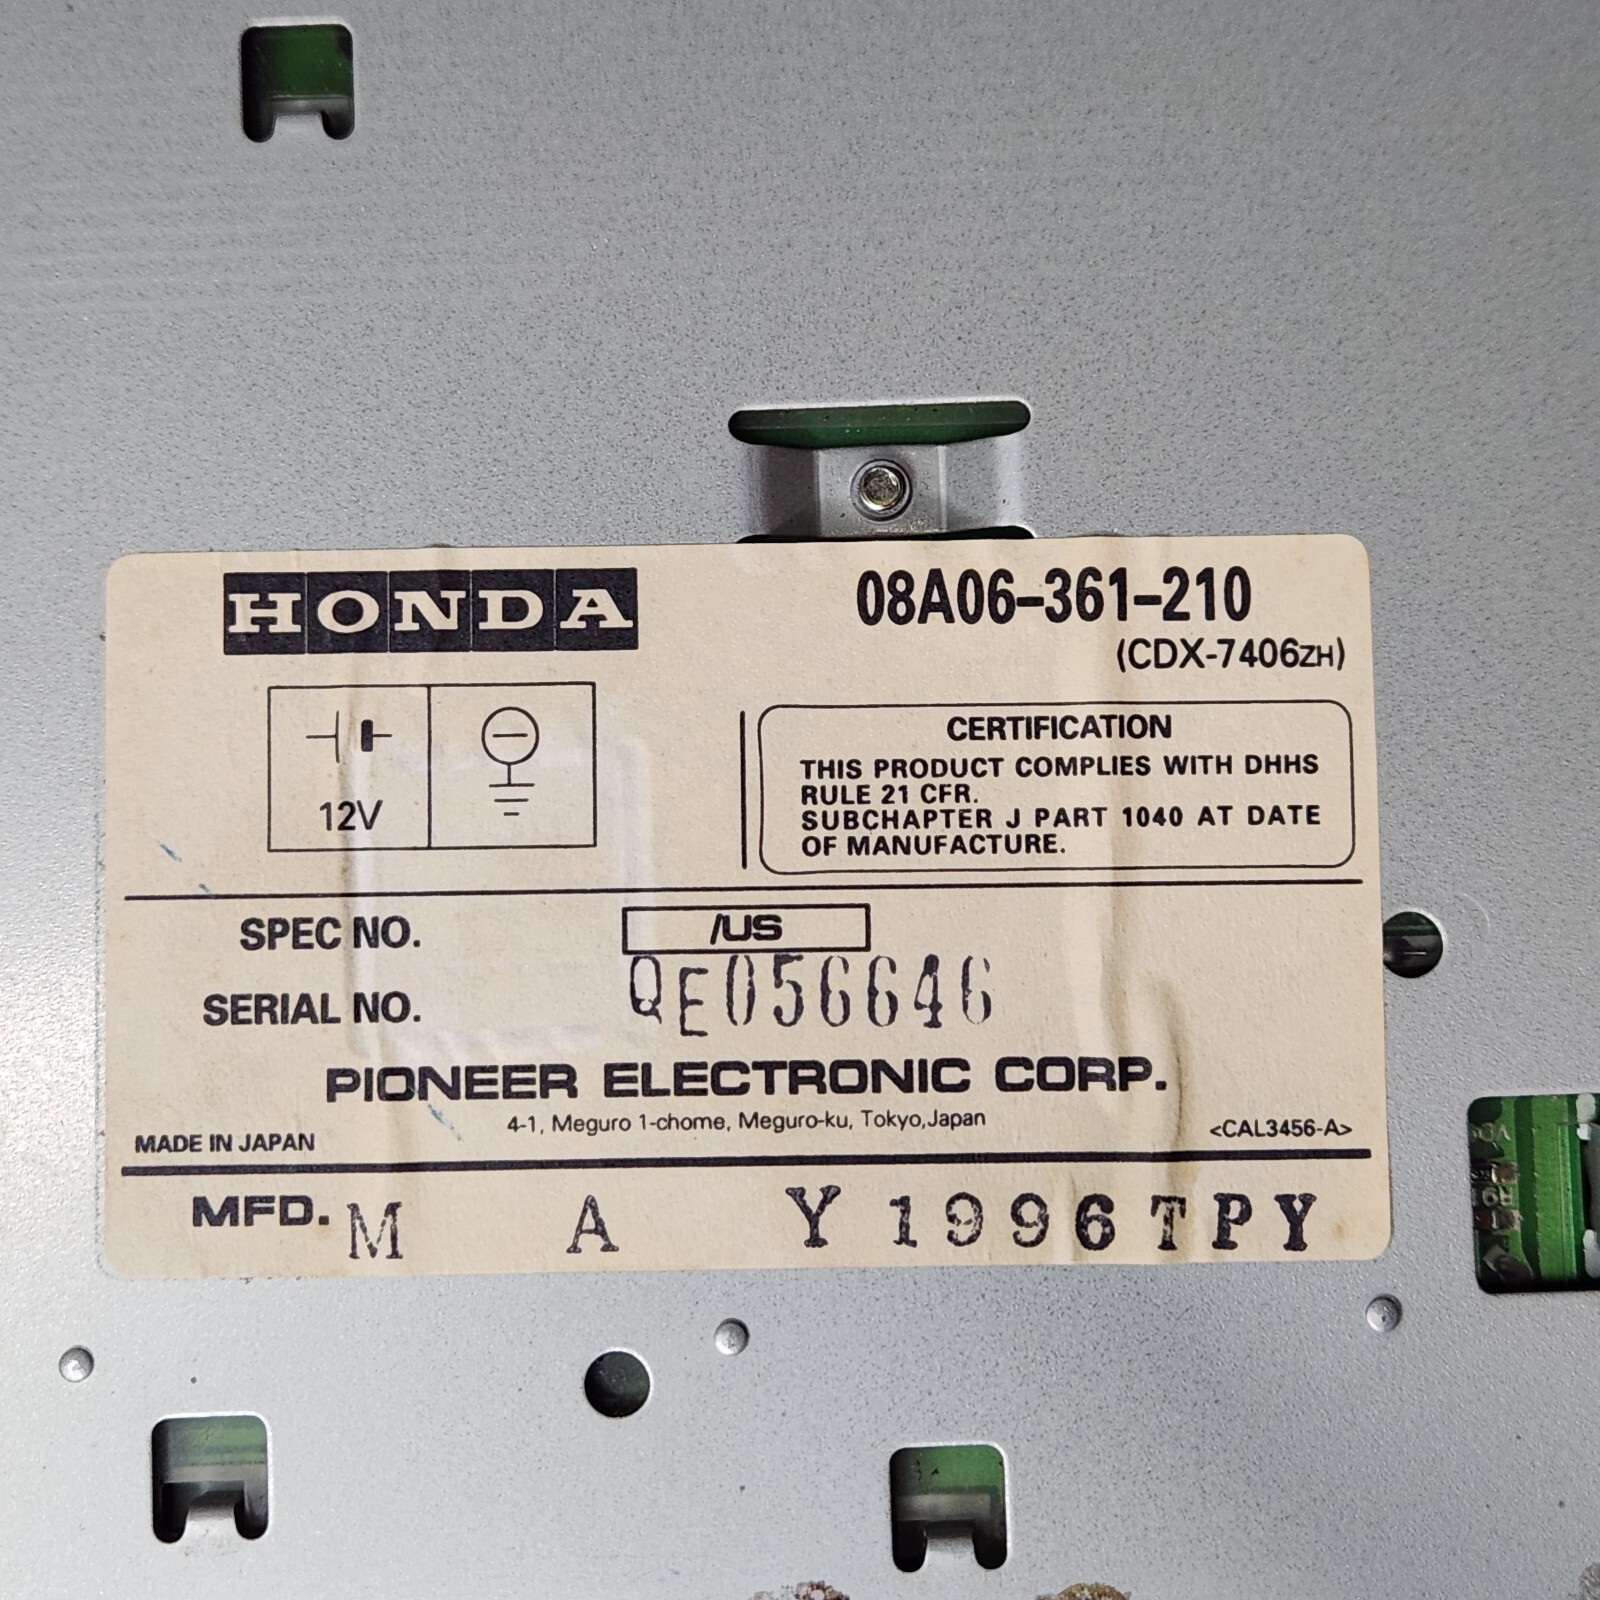 HONDA
08A06-361-210
(CDX-7406ZH)
12V
CERTIFICATION
THIS PRODUCT COMPLIES WITH DHHS
RULE 21 CFR.
SUBCHAPTER J PART 1040 AT DATE
OF MANUFACTURE.
SPEC NO. /US
SERIAL NO. QE056646
PIONEER ELECTRONIC CORP.
4-1, Meguro 1-chome, Meguro-ku, Tokyo, Japan
MADE IN JAPAN
<CAL3456-A>
MFD. M A Y 1996 TPY